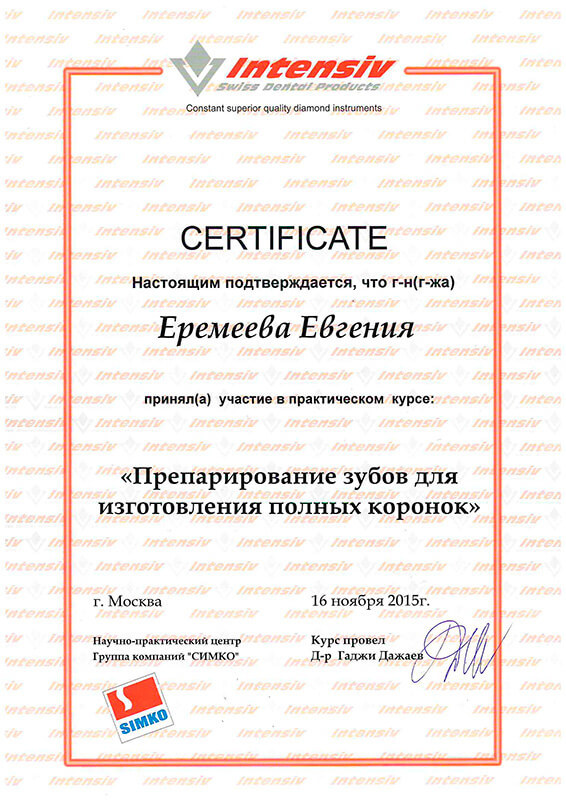 Intensiv
Swiss Dental Products
Constant superior quality diamond instruments
CERTIFICATE
Настоящим подтверждается, что г-н(г-жа)
Еремеева Евгения
принял(а) участие в практическом курсе:
«Препарирование зубов для
изготовления полных коронок»
г. Москва
16 ноября 2015г.
Научно-практический центр
Группа компаний "СИМКО"
Курс провел
Д-р Гаджи Дажаев
SIMKO